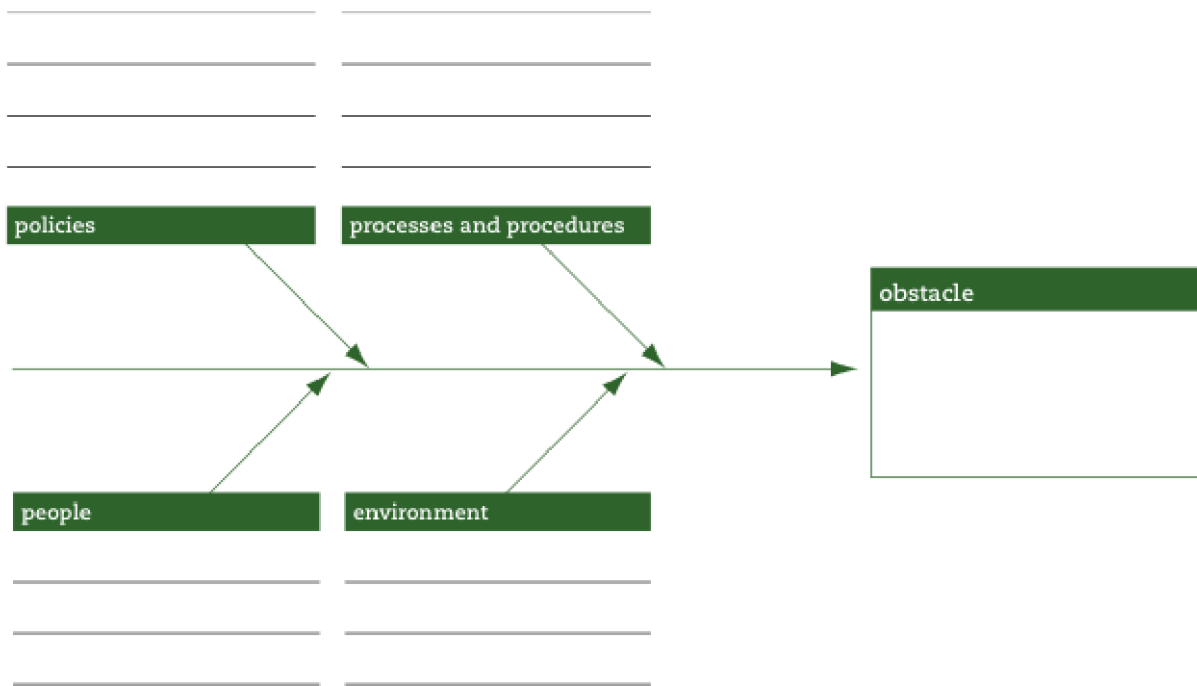 policies
processes and procedures
obstacle
people
environment